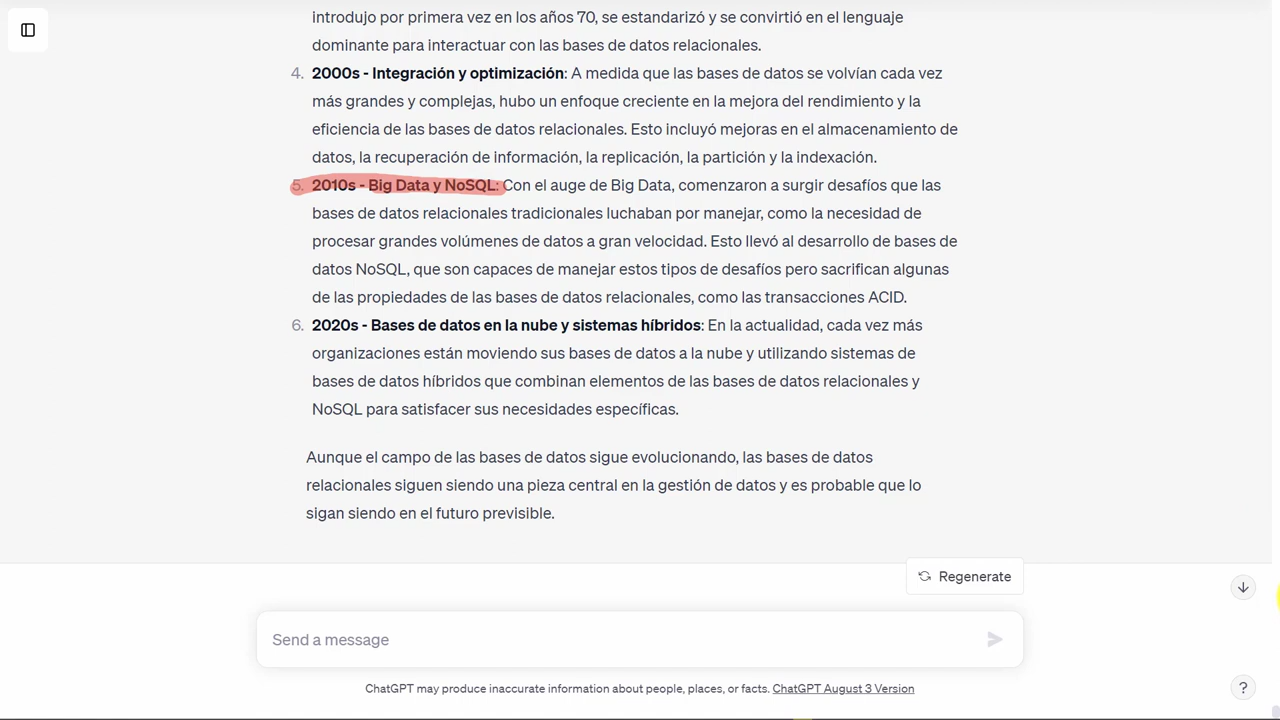 introdujo por primera vez en los años 70, se estandarizó y se convirtió en el lenguaje
dominante para interactuar con las bases de datos relacionales.
4. 2000s - Integración y optimización: A medida que las bases de datos se volvían cada vez
más grandes y complejas, hubo un enfoque creciente en la mejora del rendimiento y la
eficiencia de las bases de datos relacionales. Esto incluyó mejoras en el almacenamiento de
datos, la recuperación de información, la replicación, la partición y la indexación.
5. 2010s - Big Data y NoSQL: Con el auge de Big Data, comenzaron a surgir desafíos que las
bases de datos relacionales tradicionales luchaban por manejar, como la necesidad de
procesar grandes volúmenes de datos a gran velocidad. Esto llevó al desarrollo de bases de
datos NoSQL, que son capaces de manejar estos tipos de desafíos pero sacrifican algunas
de las propiedades de las bases de datos relacionales, como las transacciones ACID.
6. 2020s - Bases de datos en la nube y sistemas híbridos: En la actualidad, cada vez más
organizaciones están moviendo sus bases de datos a la nube y utilizando sistemas de
bases de datos híbridos que combinan elementos de las bases de datos relacionales y
NoSQL para satisfacer sus necesidades específicas.
Aunque el campo de las bases de datos sigue evolucionando, las bases de datos
relacionales siguen siendo una pieza central en la gestión de datos y es probable que lo
sigan siendo en el futuro previsible.
Regenerate
Send a message
ChatGPT may produce inaccurate information about people, places, or facts. ChatGPT August 3 Version
?